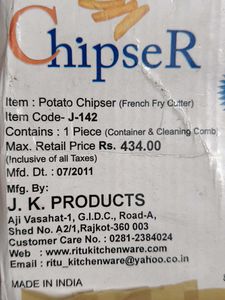 ChipseR
Item : Potato Chipser (French Fry Cutter)
Item Code- J-142
Contains : 1 Piece (Container & Cleaning Comb)
Max. Retail Price Rs. 434.00
(Inclusive of all Taxes)
Mfd. Dt. : 07/2011
Mfg. By:
J. K. PRODUCTS
Aji Vasahat-1, G.I.D.C., Road-A,
Shed No. A2/1,Rajkot-360 003
Customer Care No. : 0281-2384024
Web : www.ritukitchenware.com
Email : ritu_kitchenware@yahoo.co.in
MADE IN INDIA